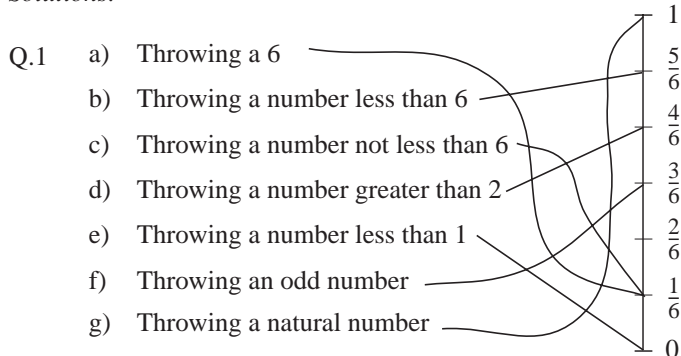 Solutions:
Q.1 a) Throwing a 6
b) Throwing a number less than 6
c) Throwing a number not less than 6
d) Throwing a number greater than 2
e) Throwing a number less than 1
f) Throwing an odd number
g) Throwing a natural number
1
5/6
4/6
3/6
2/6
1/6
0